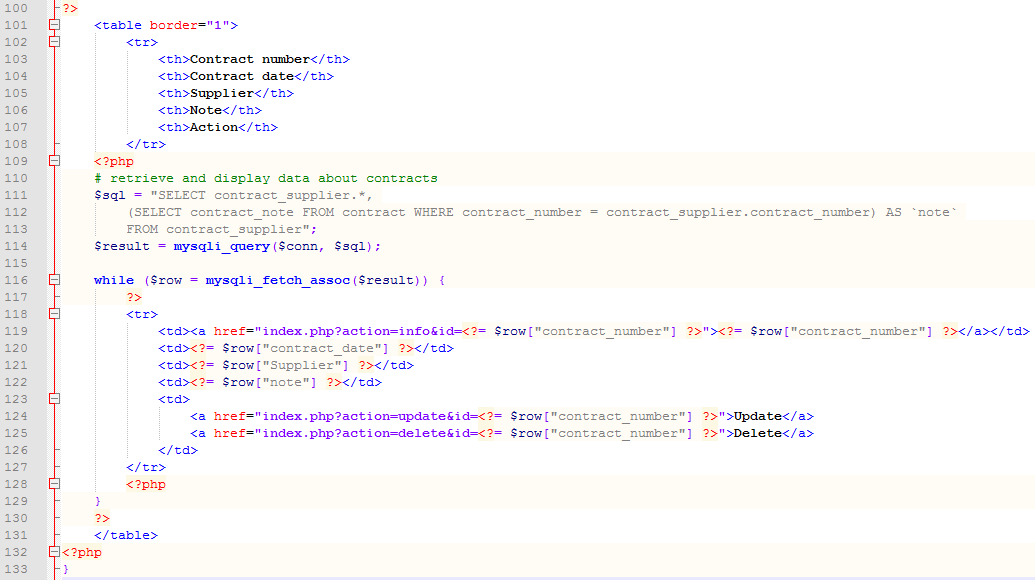 100 ?>
101     <table border="1">
102         <tr>
103             <th>Contract number</th>
104             <th>Contract date</th>
105             <th>Supplier</th>
106             <th>Note</th>
107             <th>Action</th>
108         </tr>
109     <?php
110     # retrieve and display data about contracts
111     $sql = "SELECT contract_supplier.*,
112         (SELECT contract_note FROM contract WHERE contract_number = contract_supplier.contract_number) AS `note`
113         FROM contract_supplier";
114     $result = mysqli_query($conn, $sql);
115
116     while ($row = mysqli_fetch_assoc($result)) {
117         ?>
118         <tr>
119             <td><a href="index.php?action=info&id=<?= $row["contract_number"] ?>"><?= $row["contract_number"] ?></a></td>
120             <td><?= $row["contract_date"] ?></td>
121             <td><?= $row["Supplier"] ?></td>
122             <td><?= $row["note"] ?></td>
123             <td>
124                 <a href="index.php?action=update&id=<?= $row["contract_number"] ?>">Update</a>
125                 <a href="index.php?action=delete&id=<?= $row["contract_number"] ?>">Delete</a>
126             </td>
127         </tr>
128         <?php
129     }
130     ?>
131     </table>
132 <?php
133 }